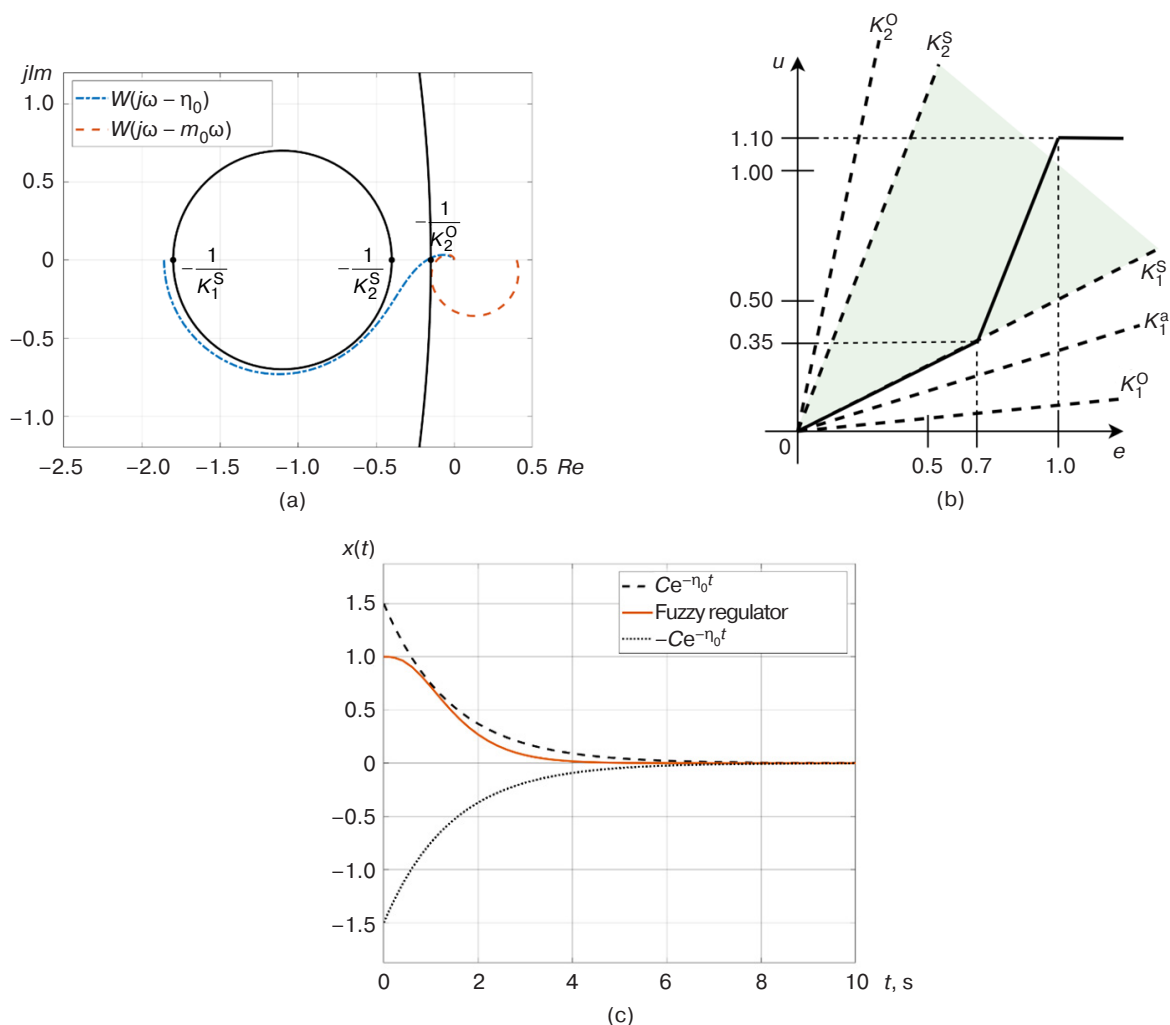 jIm
1.0
0.5
0
−0.5
−1.0
−2.5 −2.0 −1.5 −1.0 −0.5 0 0.5 Re
W(jω − η₀)
W(jω − m₀ω)
−1/K₁ˢ
−1/K₂ˢ
−1/K₂ᴼ
(a)
u
K₂ᴼ
K₂ˢ
1.10
1.00
0.50
0.35
K₁ˢ
K₁ᵃ
K₁ᴼ
0 0.5 0.7 1.0 e
(b)
x(t)
1.5
1.0
0.5
0
−0.5
−1.0
−1.5
Ce^−η₀t
Fuzzy regulator
−Ce^−η₀t
0 2 4 6 8 10 t, s
(c)